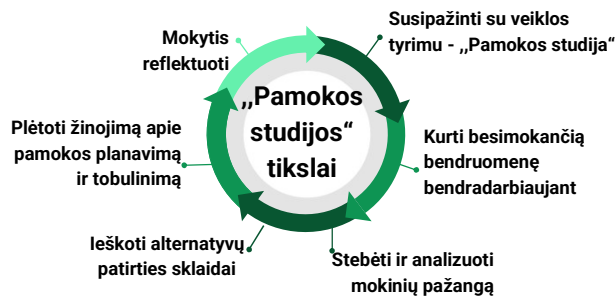 ,,Pamokos
studijos“
tikslai
Susipažinti su veiklos
tyrimu - ,,Pamokos studija“
Kurti besimokančią
bendruomenę
bendradarbiaujant
Stebėti ir analizuoti
mokinių pažangą
Ieškoti alternatyvų
patirties sklaidai
Plėtoti žinojimą apie
pamokos planavimą
ir tobulinimą
Mokytis
reflektuoti